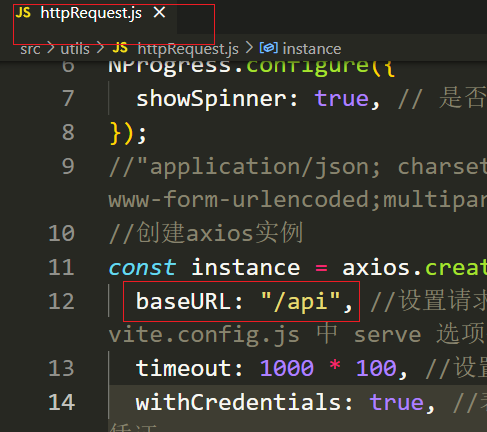 JS httpRequest.js ×
src > utils > JS httpRequest.js > instance
6 NProgress.configure({
7 showSpinner: true, // 是否
8 });
9 //"application/json; charset
www-form-urlencoded;multipar
10 //创建axios实例
11 const instance = axios.creat
12 baseURL: "/api", //设置请求
vite.config.js 中 serve 选项
13 timeout: 1000 * 100, //设置
14 withCredentials: true, //
凭证